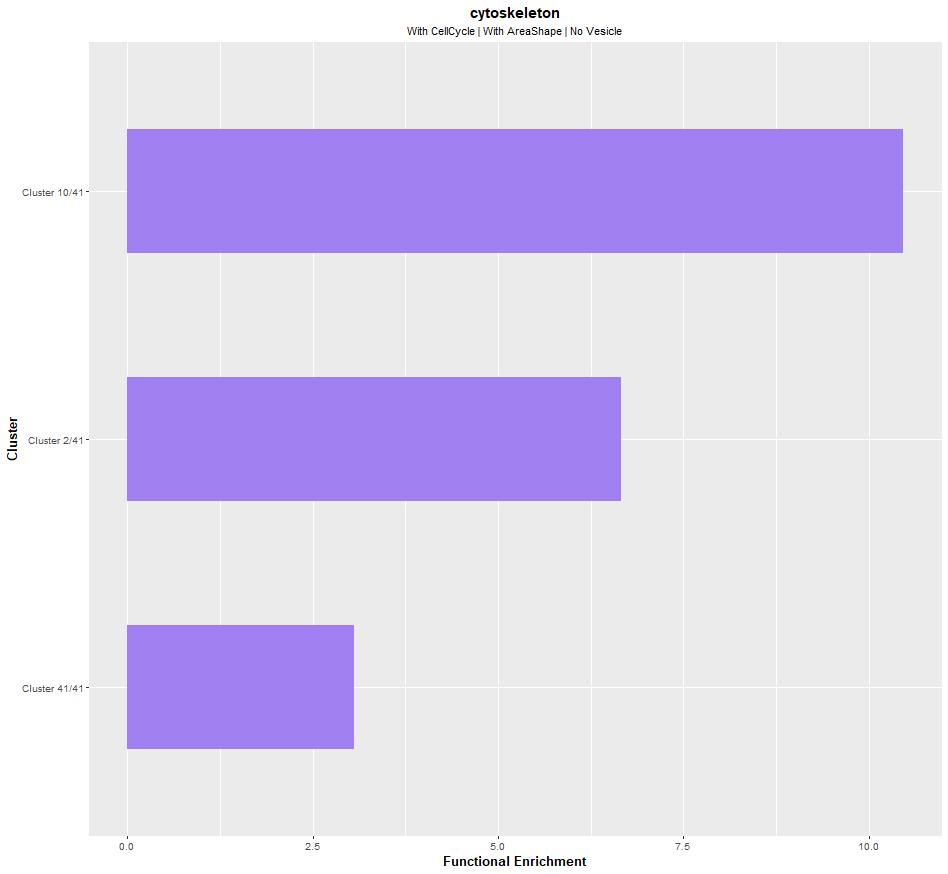 cytoskeleton
With CellCycle | With AreaShape | No Vesicle
Cluster
Cluster 10/41
Cluster 2/41
Cluster 41/41
0.0 2.5 5.0 7.5 10.0
Functional Enrichment